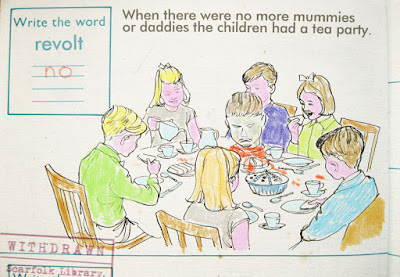 Write the word
revolt
no
When there were no more mummies
or daddies the children had a tea party.
WITHDRAWN
Scarfolk Library,